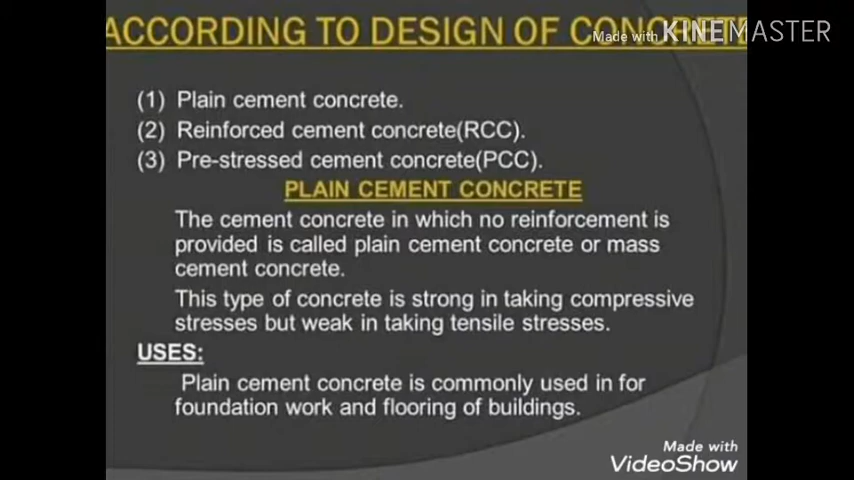 ACCORDING TO DESIGN OF CONCRETE
Made with KINEMASTER
(1) Plain cement concrete.
(2) Reinforced cement concrete(RCC).
(3) Pre-stressed cement concrete(PCC).
PLAIN CEMENT CONCRETE
The cement concrete in which no reinforcement is
provided is called plain cement concrete or mass
cement concrete.
This type of concrete is strong in taking compressive
stresses but weak in taking tensile stresses.
USES:
Plain cement concrete is commonly used in for
foundation work and flooring of buildings.
Made with
VideoShow